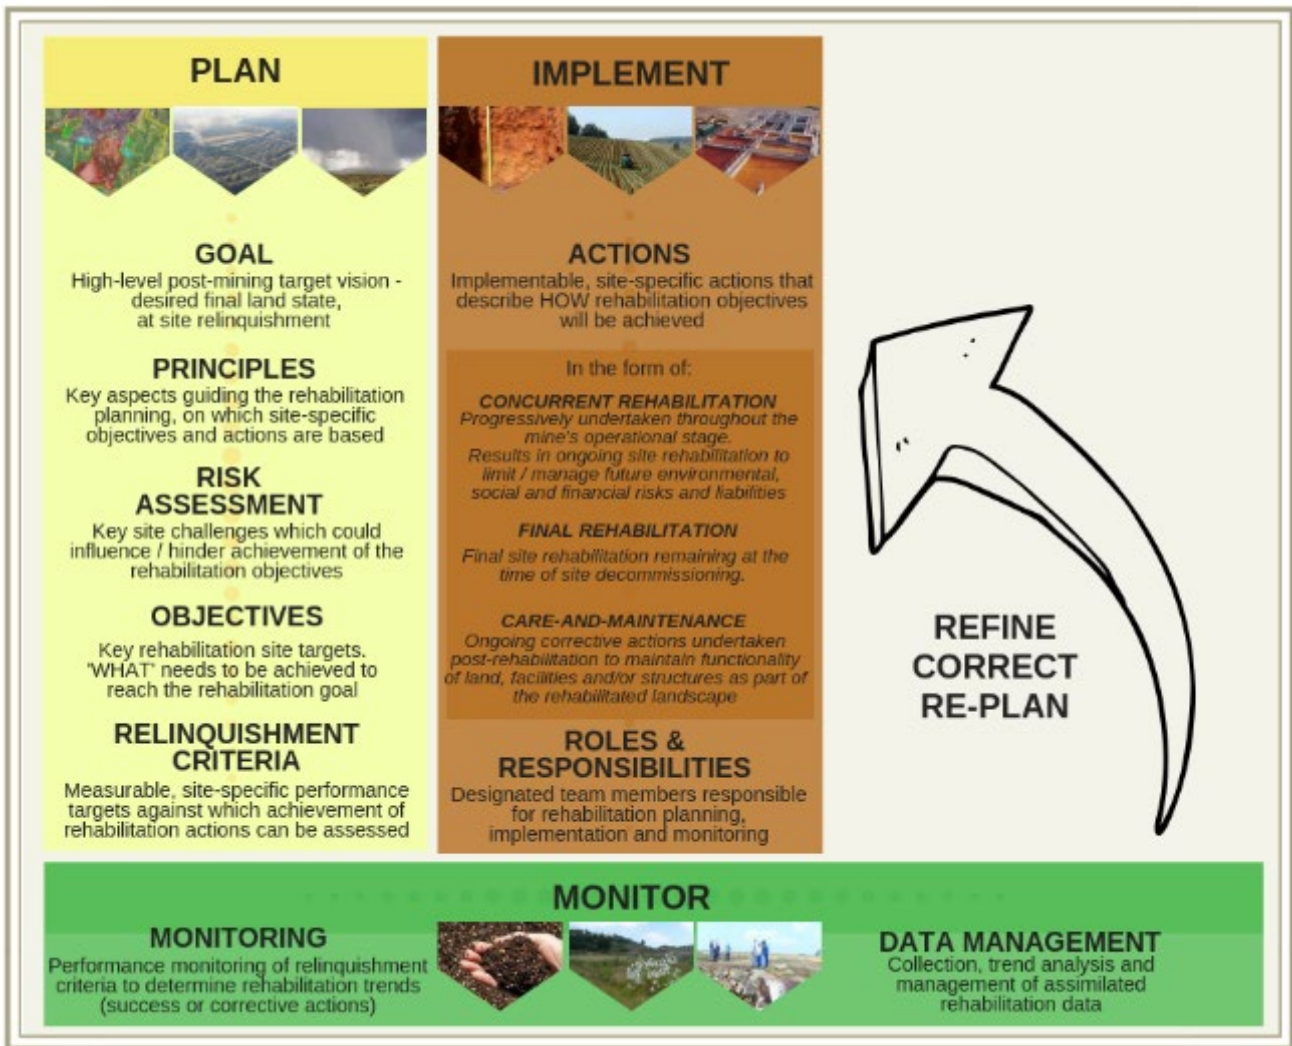 PLAN
GOAL
High-level post-mining target vision -
desired final land state,
at site relinquishment
PRINCIPLES
Key aspects guiding the rehabilitation
planning, on which site-specific
objectives and actions are based
RISK
ASSESSMENT
Key site challenges which could
influence / hinder achievement of the
rehabilitation objectives
OBJECTIVES
Key rehabilitation site targets.
'WHAT' needs to be achieved to
reach the rehabilitation goal
RELINQUISHMENT
CRITERIA
Measurable, site-specific performance
targets against which achievement of
rehabilitation actions can be assessed
IMPLEMENT
ACTIONS
Implementable, site-specific actions that
describe HOW rehabilitation objectives
will be achieved
In the form of:
CONCURRENT REHABILITATION
Progressively undertaken throughout the
mine's operational stage.
Results in ongoing site rehabilitation to
limit / manage future environmental,
social and financial risks and liabilities
FINAL REHABILITATION
Final site rehabilitation remaining at the
time of site decommissioning.
CARE-AND-MAINTENANCE
Ongoing corrective actions undertaken
post-rehabilitation to maintain functionality
of land, facilities and/or structures as part of
the rehabilitated landscape
ROLES &
RESPONSIBILITIES
Designated team members responsible
for rehabilitation planning,
implementation and monitoring
REFINE
CORRECT
RE-PLAN
MONITOR
MONITORING
Performance monitoring of relinquishment
criteria to determine rehabilitation trends
(success or corrective actions)
DATA MANAGEMENT
Collection, trend analysis and
management of assimilated
rehabilitation data